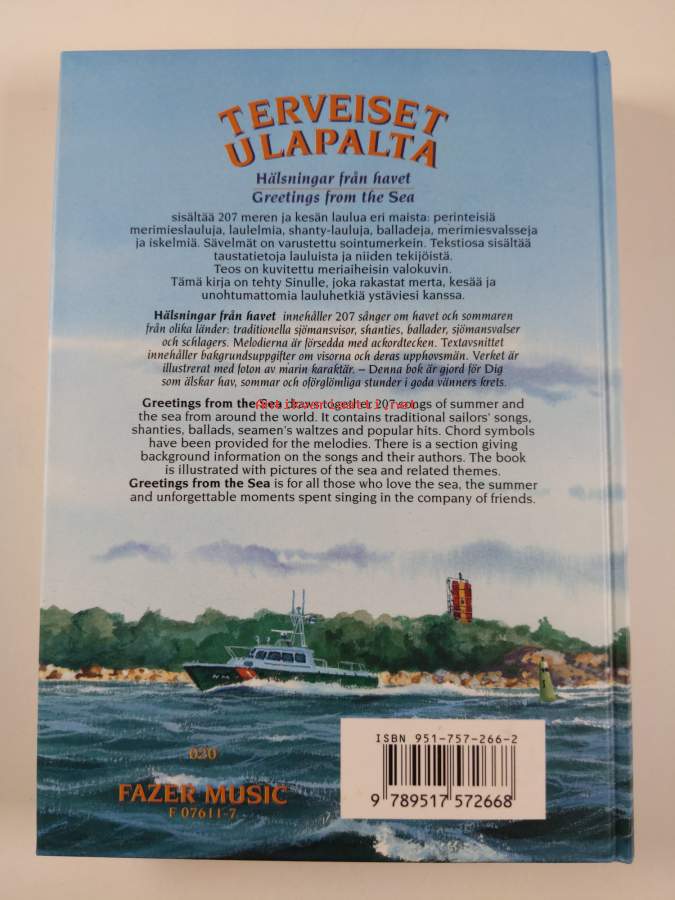 TERVEISET
ULAPALTA
Hälsningar från havet
Greetings from the Sea
sisältää 207 meren ja kesän laulua eri maista: perinteisiä
merimieslauluja, laulelmia, shanty-lauluja, balladeja, merimiesvalsseja
ja iskelmiä. Sävelmät on varustettu sointumerkein. Tekstiosa sisältää
taustatietoja lauluista ja niiden tekijöistä.
Teos on kuvitettu meriaiheisin valokuvin.
Tämä kirja on tehty Sinulle, joka rakastat merta, kesää ja
unohtumattomia lauluhetkiä ystäviesi kanssa.
Hälsningar från havet innehåller 207 sånger om havet och sommaren
från olika länder: traditionella sjömansvisor, shanties, ballader, sjömansvalser
och schlagers. Melodierna är försedda med ackordtecken. Textavsnittet
innehåller bakgrundsuppgifter om visorna och deras upphovsmän. Verket är
illustrerat med foton av marin karaktär. – Denna bok är gjord för Dig
som älskar hav, sommar och oförglömliga stunder i goda vänners krets.
Greetings from the Sea draws together 207 songs of summer and
the sea from around the world. It contains traditional sailors' songs,
shanties, ballads, seamen's waltzes and popular hits. Chord symbols
have been provided for the melodies. There is a section giving
background information on the songs and their authors. The book
is illustrated with pictures of the sea and related themes.
Greetings from the Sea is for all those who love the sea, the summer
and unforgettable moments spent singing in the company of friends.
ISBN 951-757-266-2
9 789517 572668
030
FAZER MUSIC
F 07611-7